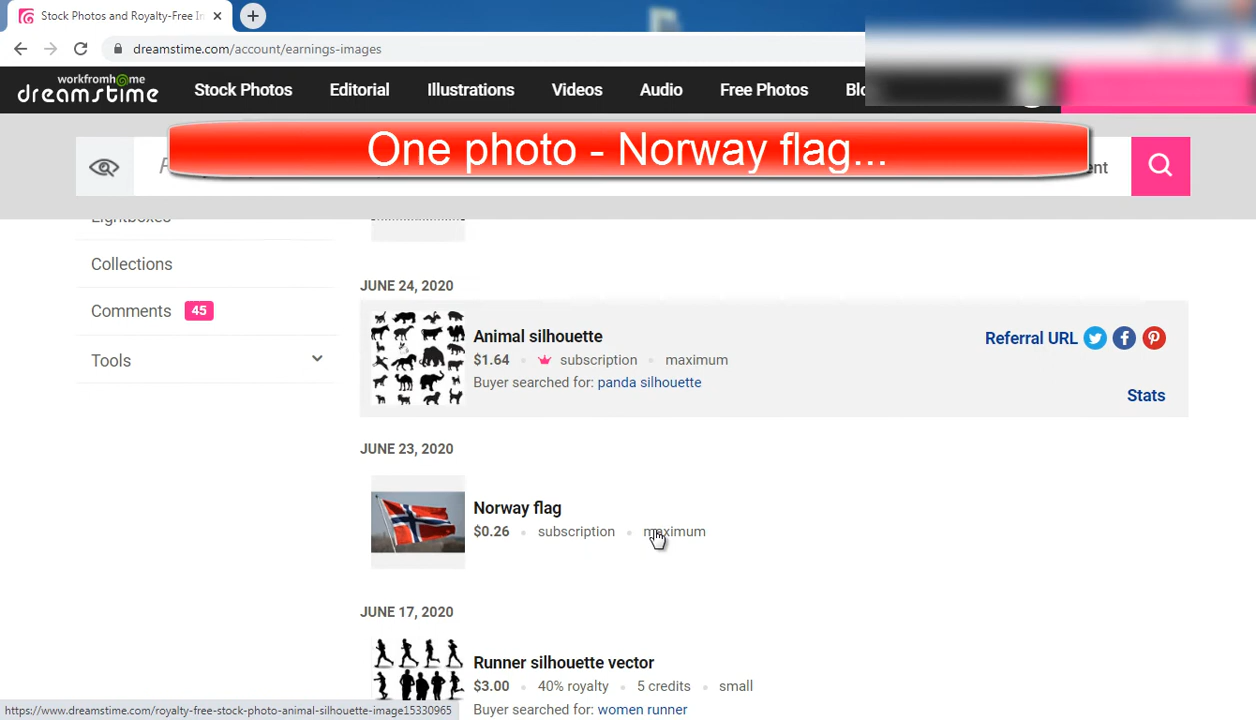 Stock Photos and Royalty-Free In
dreamstime.com/account/earnings-images
workfromhome
dreamstime
Stock Photos
Editorial
Illustrations
Videos
Audio
Free Photos
One photo - Norway flag...
Lightboxes
Collections
Comments
45
Tools
JUNE 24, 2020
Animal silhouette
$1.64 subscription maximum
Buyer searched for: panda silhouette
Referral URL
Stats
JUNE 23, 2020
Norway flag
$0.26 subscription maximum
JUNE 17, 2020
Runner silhouette vector
$3.00 40% royalty 5 credits small
Buyer searched for: women runner
https://www.dreamstime.com/royalty-free-stock-photo-animal-silhouette-image15330965